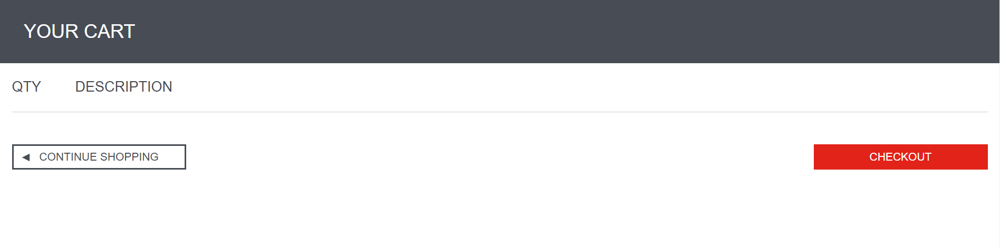 YOUR CART
QTY DESCRIPTION
◄ CONTINUE SHOPPING
CHECKOUT